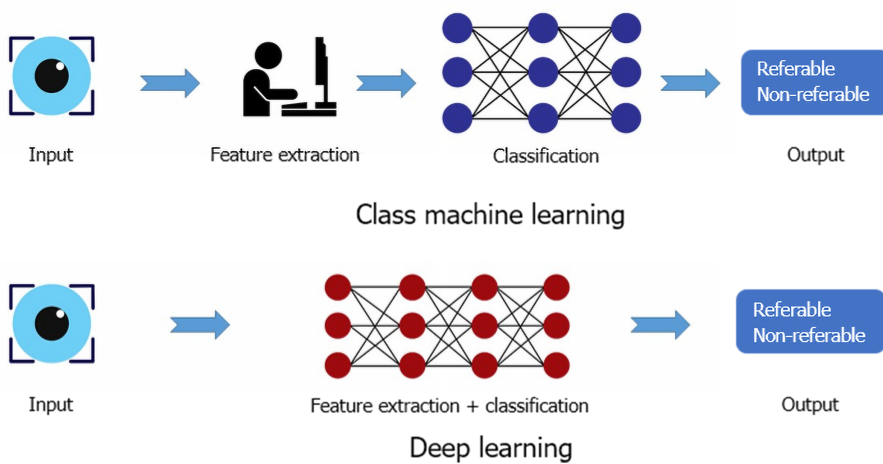 Referable
Non-referable
Input
Feature extraction
Classification
Output
Class machine learning
Referable
Non-referable
Input
Feature extraction + classification
Output
Deep learning